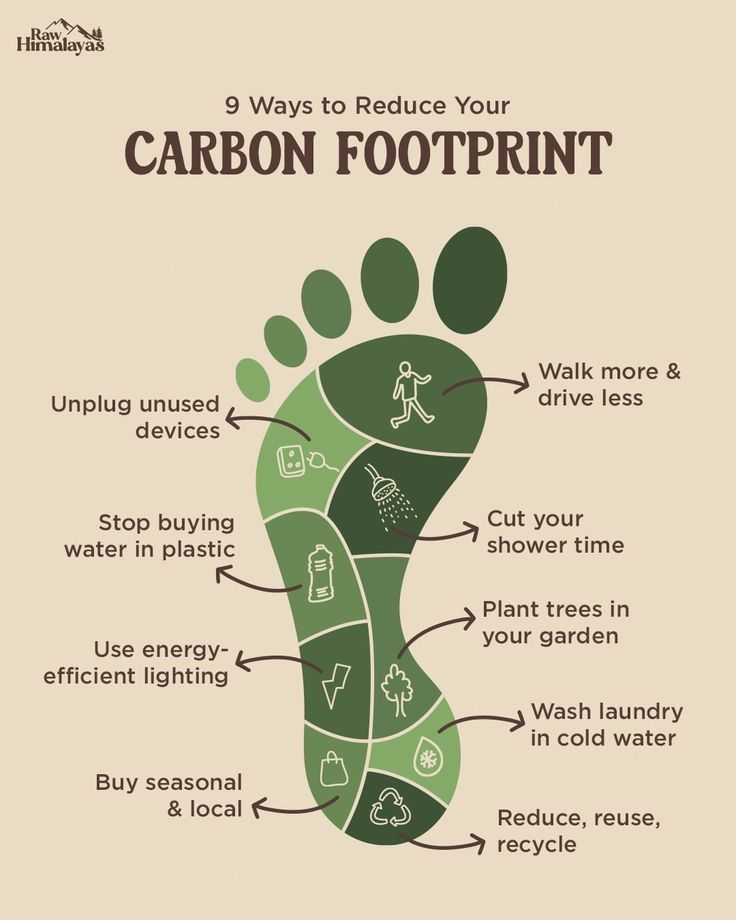 Raw
Himalayas
9 Ways to Reduce Your
CARBON FOOTPRINT
Walk more &
drive less
Unplug unused
devices
Cut your
shower time
Stop buying
water in plastic
Plant trees in
your garden
Use energy-
efficient lighting
Wash laundry
in cold water
Buy seasonal
& local
Reduce, reuse,
recycle